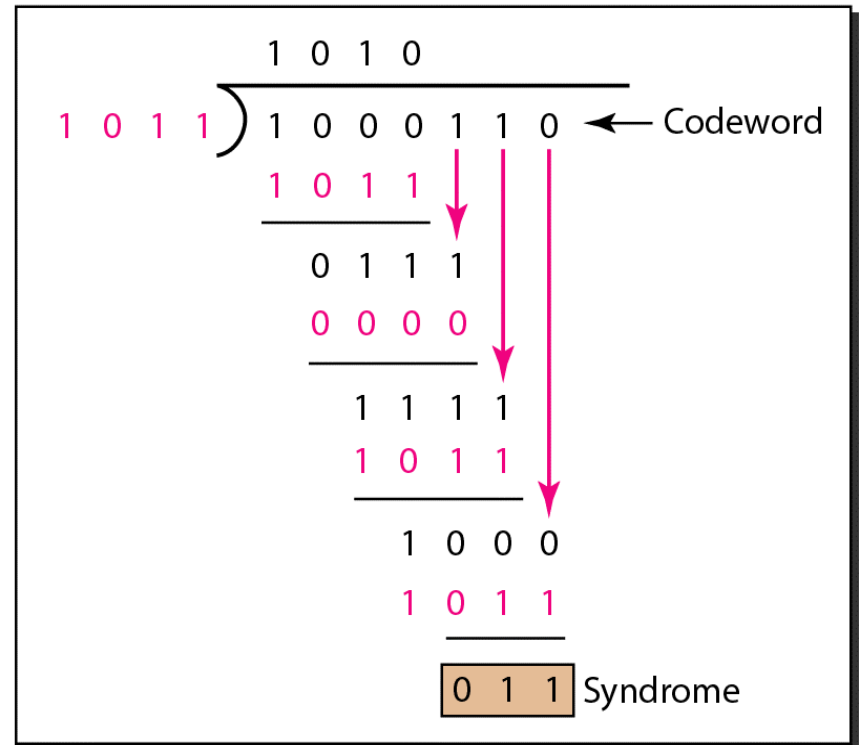 1 0 1 0
1 0 1 1 ) 1 0 0 0 1 1 0 Codeword
1 0 1 1
0 1 1 1
0 0 0 0
1 1 1 1
1 0 1 1
1 0 0 0
1 0 1 1
0 1 1 Syndrome